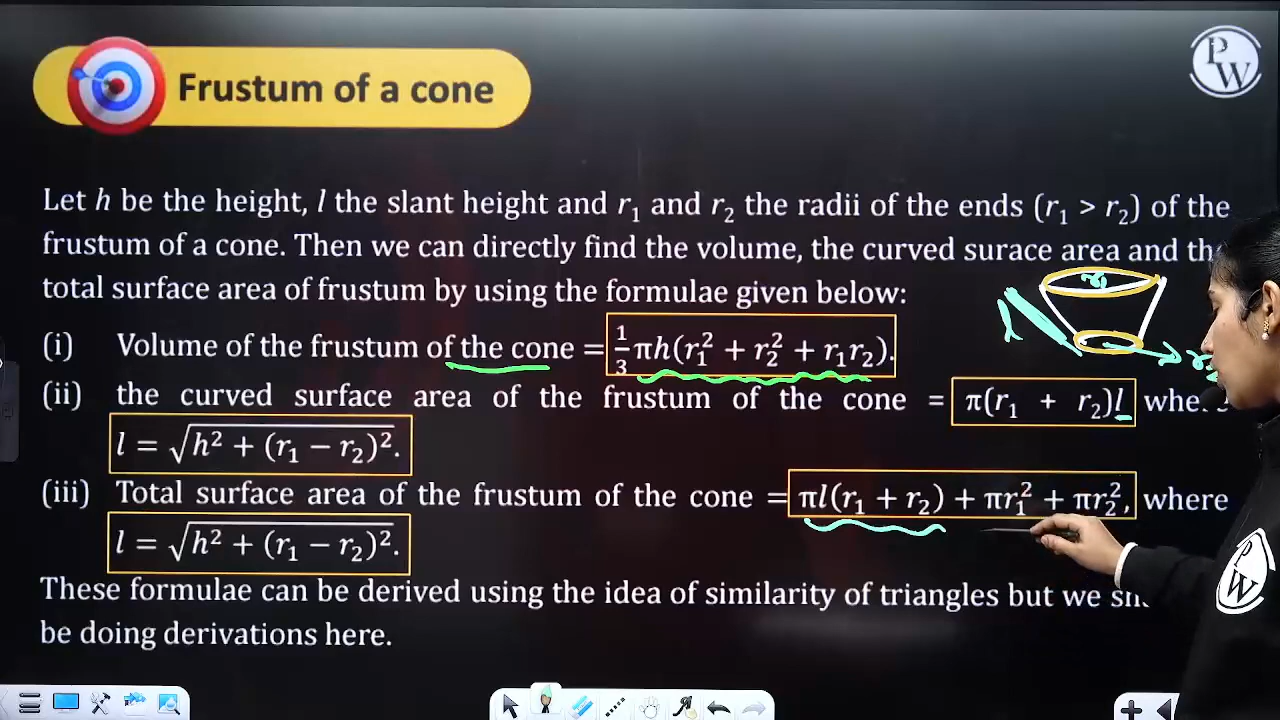 PW
Frustum of a cone
Let h be the height, l the slant height and r₁ and r₂ the radii of the ends (r₁ > r₂) of the
frustum of a cone. Then we can directly find the volume, the curved surace area and
total surface area of frustum by using the formulae given below:
r₁
l
(i) Volume of the frustum of the cone = 1/3 πh(r₁² + r₂² + r₁r₂).
(ii) the curved surface area of the frustum of the cone = π(r₁ + r₂)l
l = √(h² + (r₁ − r₂)²).
(iii) Total surface area of the frustum of the cone = πl(r₁ + r₂) + πr₁² + πr₂², where
l = √(h² + (r₁ − r₂)²).
These formulae can be derived using the idea of similarity of triangles but we
be doing derivations here.
PW